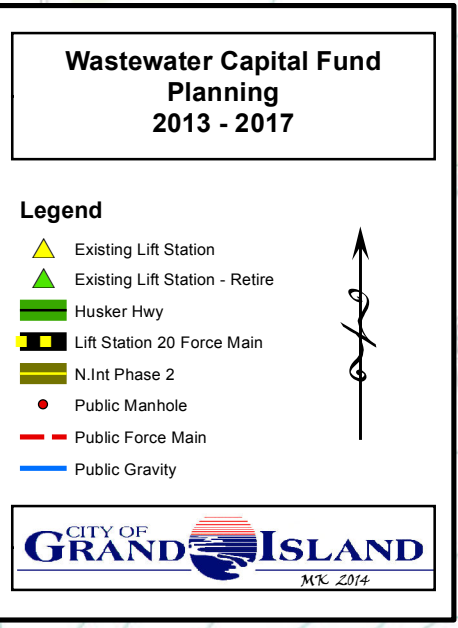 Wastewater Capital Fund
Planning
2013 - 2017
Legend
Existing Lift Station
Existing Lift Station - Retire
Husker Hwy
Lift Station 20 Force Main
N.Int Phase 2
Public Manhole
Public Force Main
Public Gravity
CITY OF
GRAND ISLAND
MK 2014